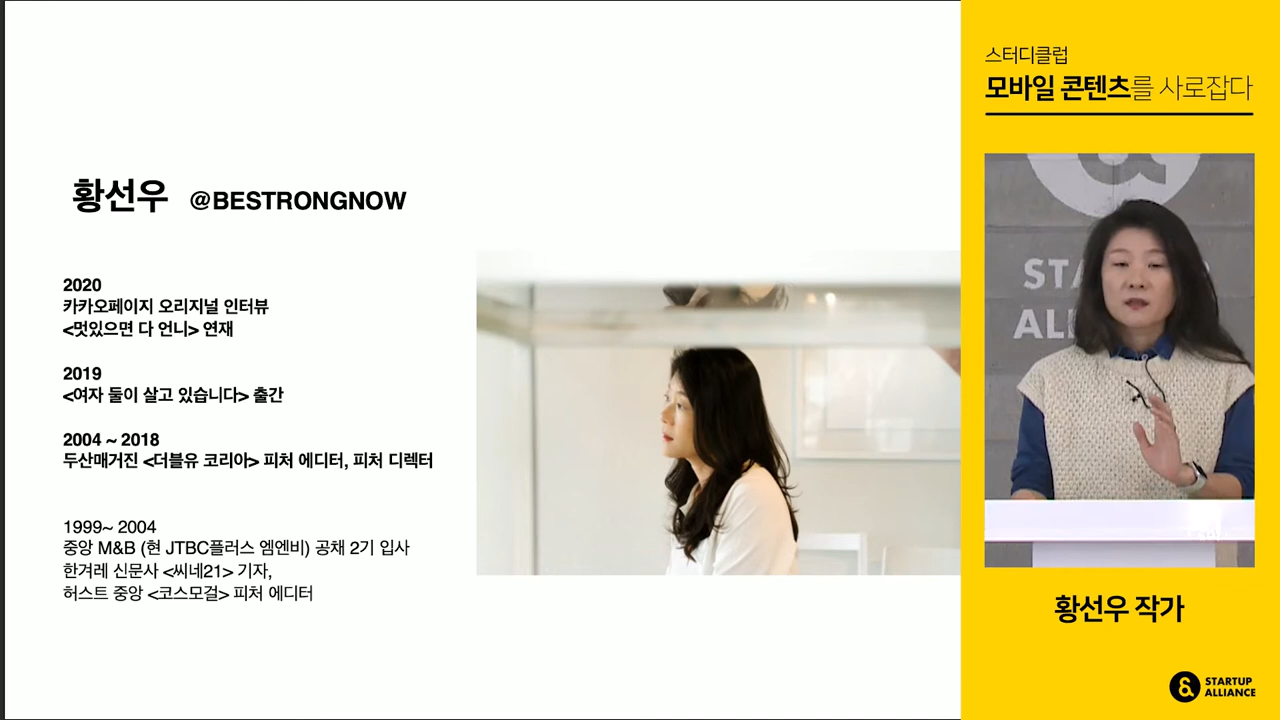 황선우 @BESTRONGNOW
2020
카카오페이지 오리지널 인터뷰
<멋있으면 다 언니> 연재
2019
<여자 둘이 살고 있습니다> 출간
2004 ~ 2018
두산매거진 <더블유 코리아> 피처 에디터, 피처 디렉터
1999~ 2004
중앙 M&B (현 JTBC플러스 엠엔비) 공채 2기 입사
한겨레 신문사 <씨네21> 기자,
허스트 중앙 <코스모걸> 피처 에디터
스터디클럽
모바일 콘텐츠를 사로잡다
황선우 작가
STARTUP
ALLIANCE